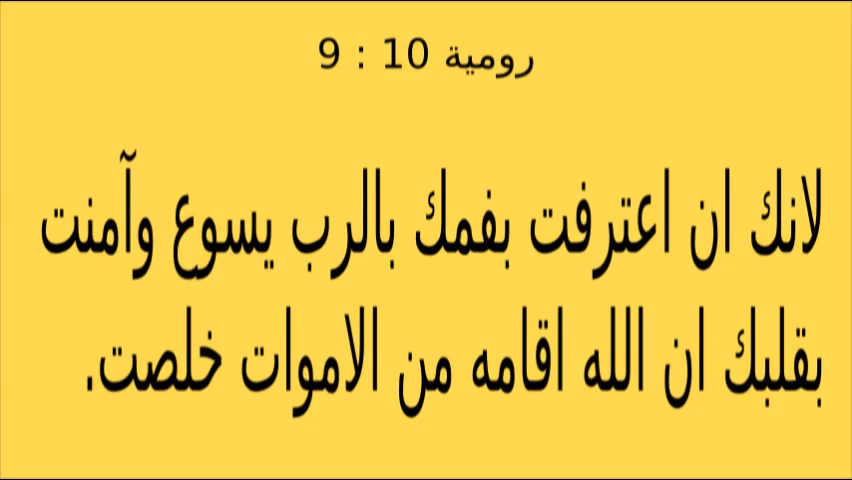 رومية 10 : 9
لانك ان اعترفت بفمك بالرب يسوع وآمنت
بقلبك ان الله اقامه من الاموات خلصت.